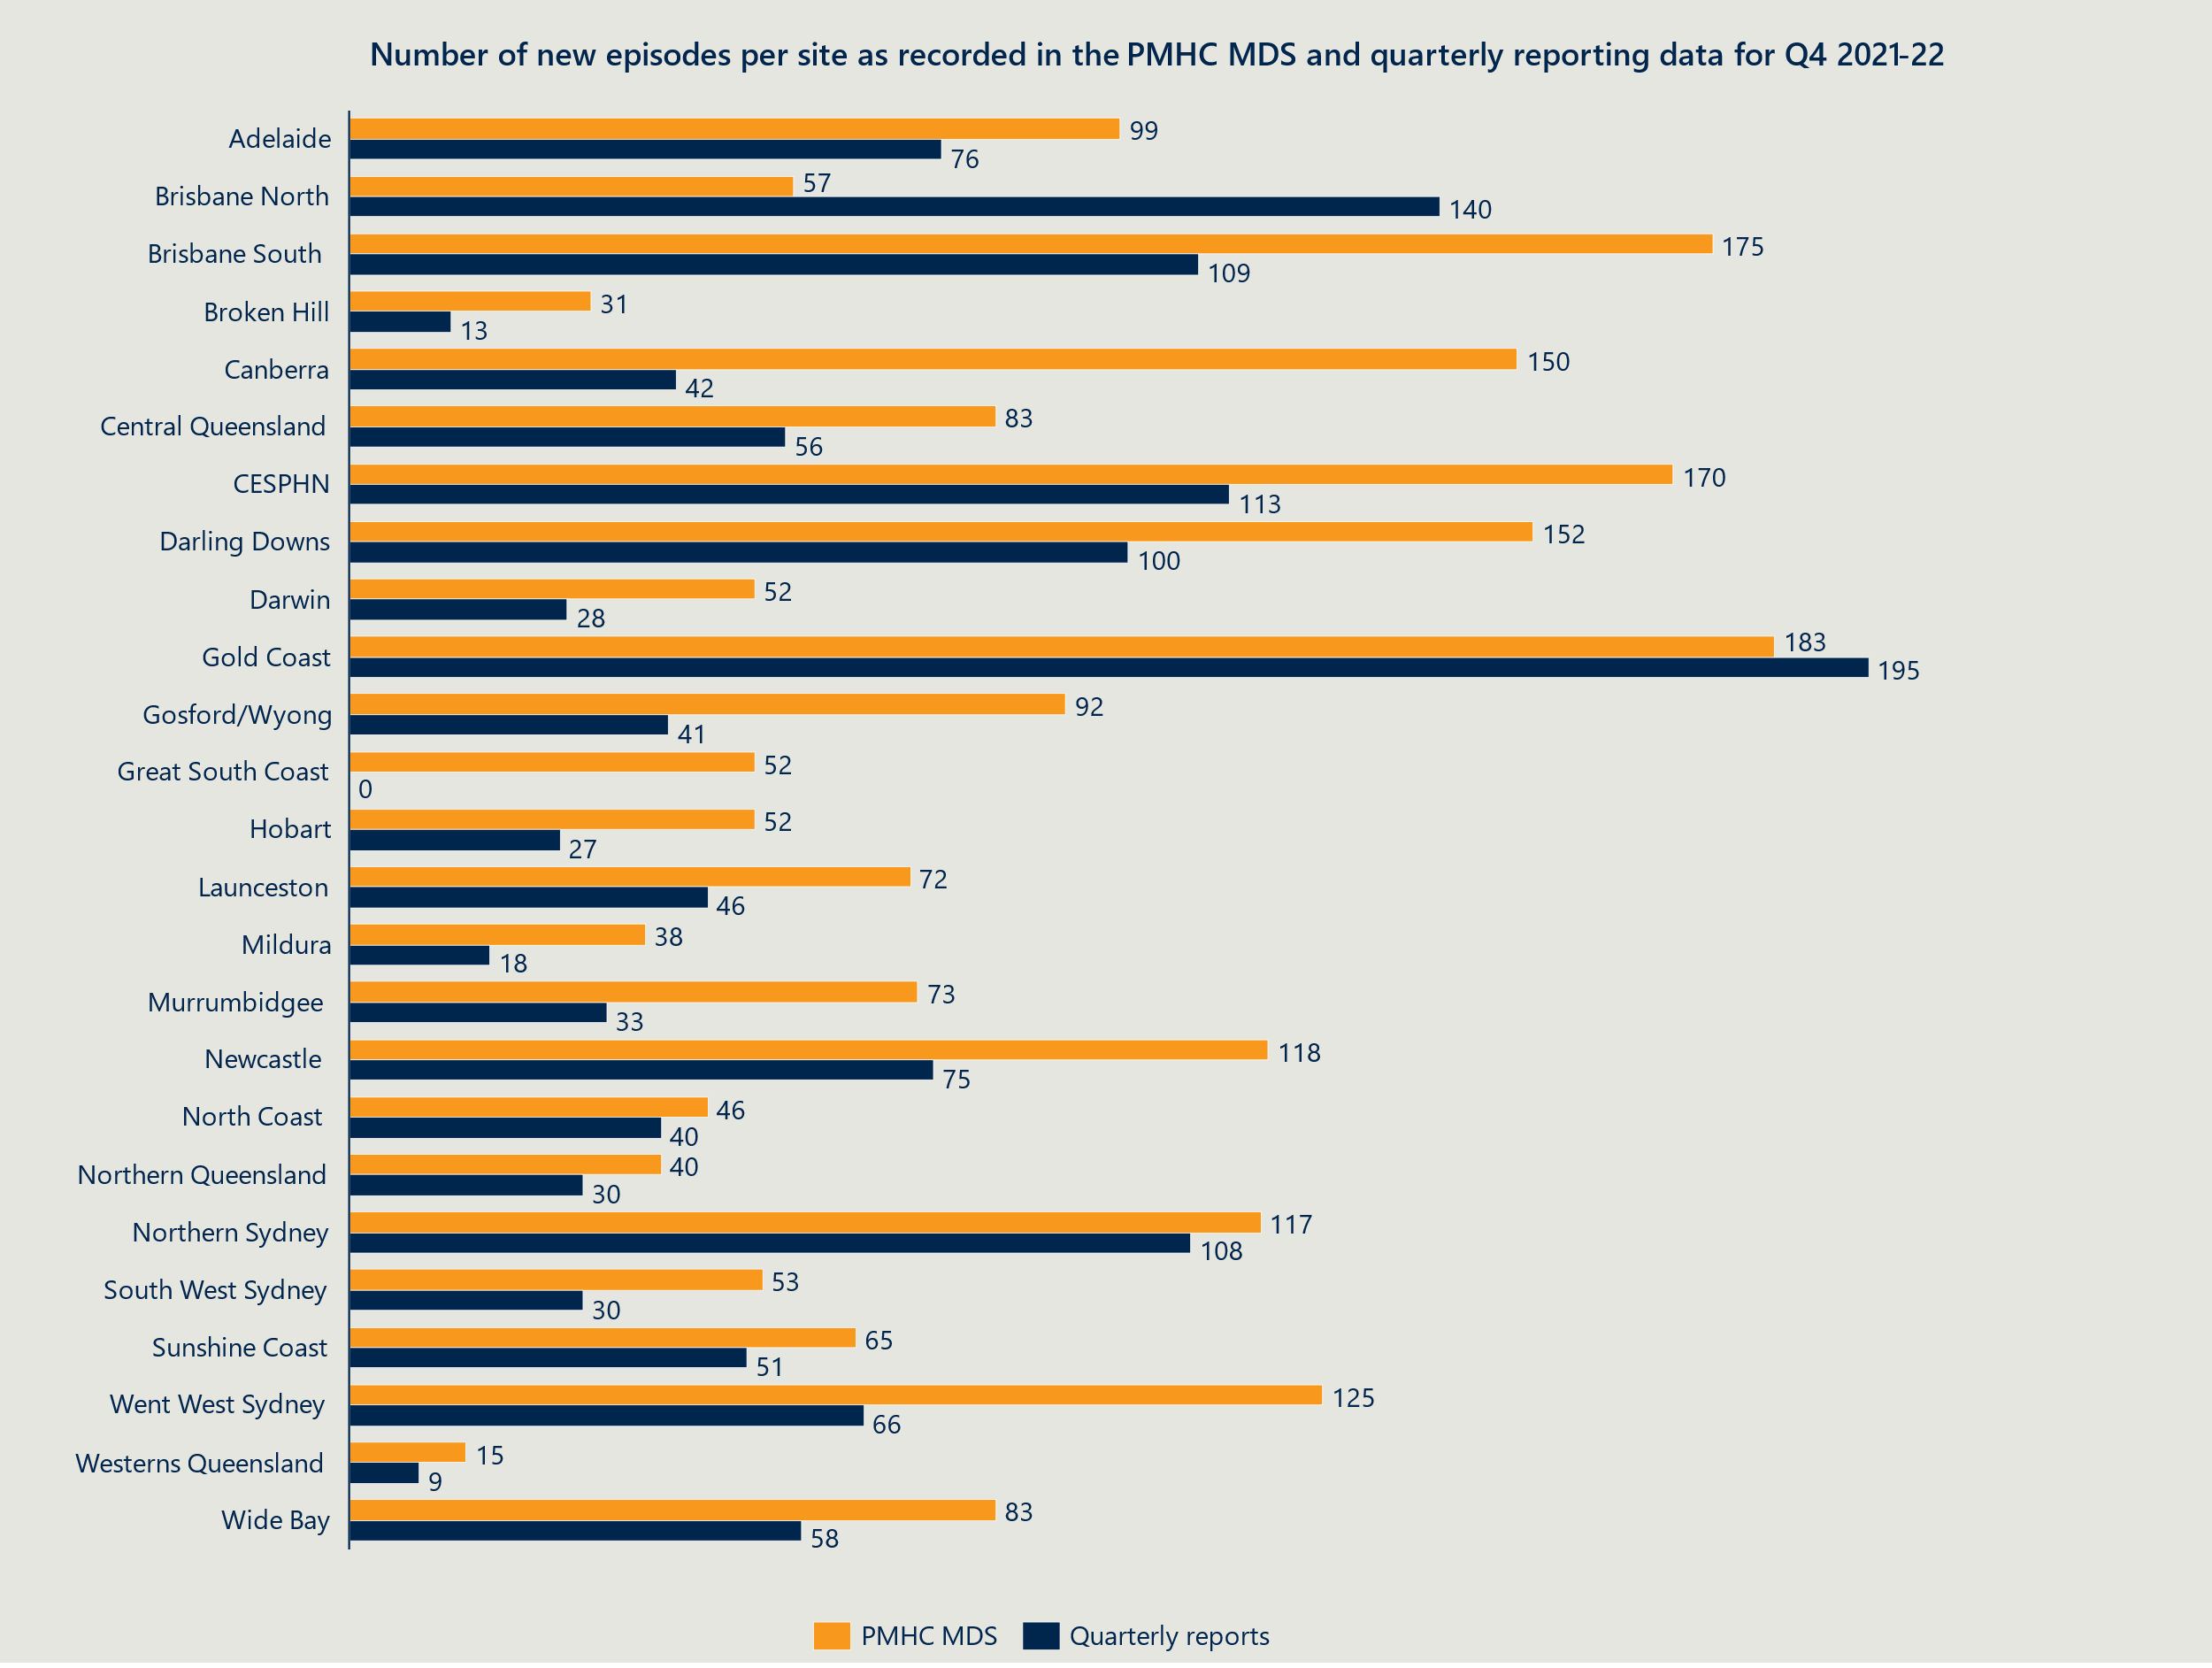 Number of new episodes per site as recorded in the PMHC MDS and quarterly reporting data for Q4 2021-22
Adelaide
99
76
Brisbane North
57
140
Brisbane South
175
109
Broken Hill
31
13
Canberra
150
42
Central Queensland
83
56
CESPHN
170
113
Darling Downs
152
100
Darwin
52
28
Gold Coast
183
195
Gosford/Wyong
92
41
Great South Coast
52
0
Hobart
52
27
Launceston
72
46
Mildura
38
18
Murrumbidgee
73
33
Newcastle
118
75
North Coast
46
40
Northern Queensland
40
30
Northern Sydney
117
108
South West Sydney
53
30
Sunshine Coast
65
51
Went West Sydney
125
66
Westerns Queensland
15
9
Wide Bay
83
58
PMHC MDS
Quarterly reports